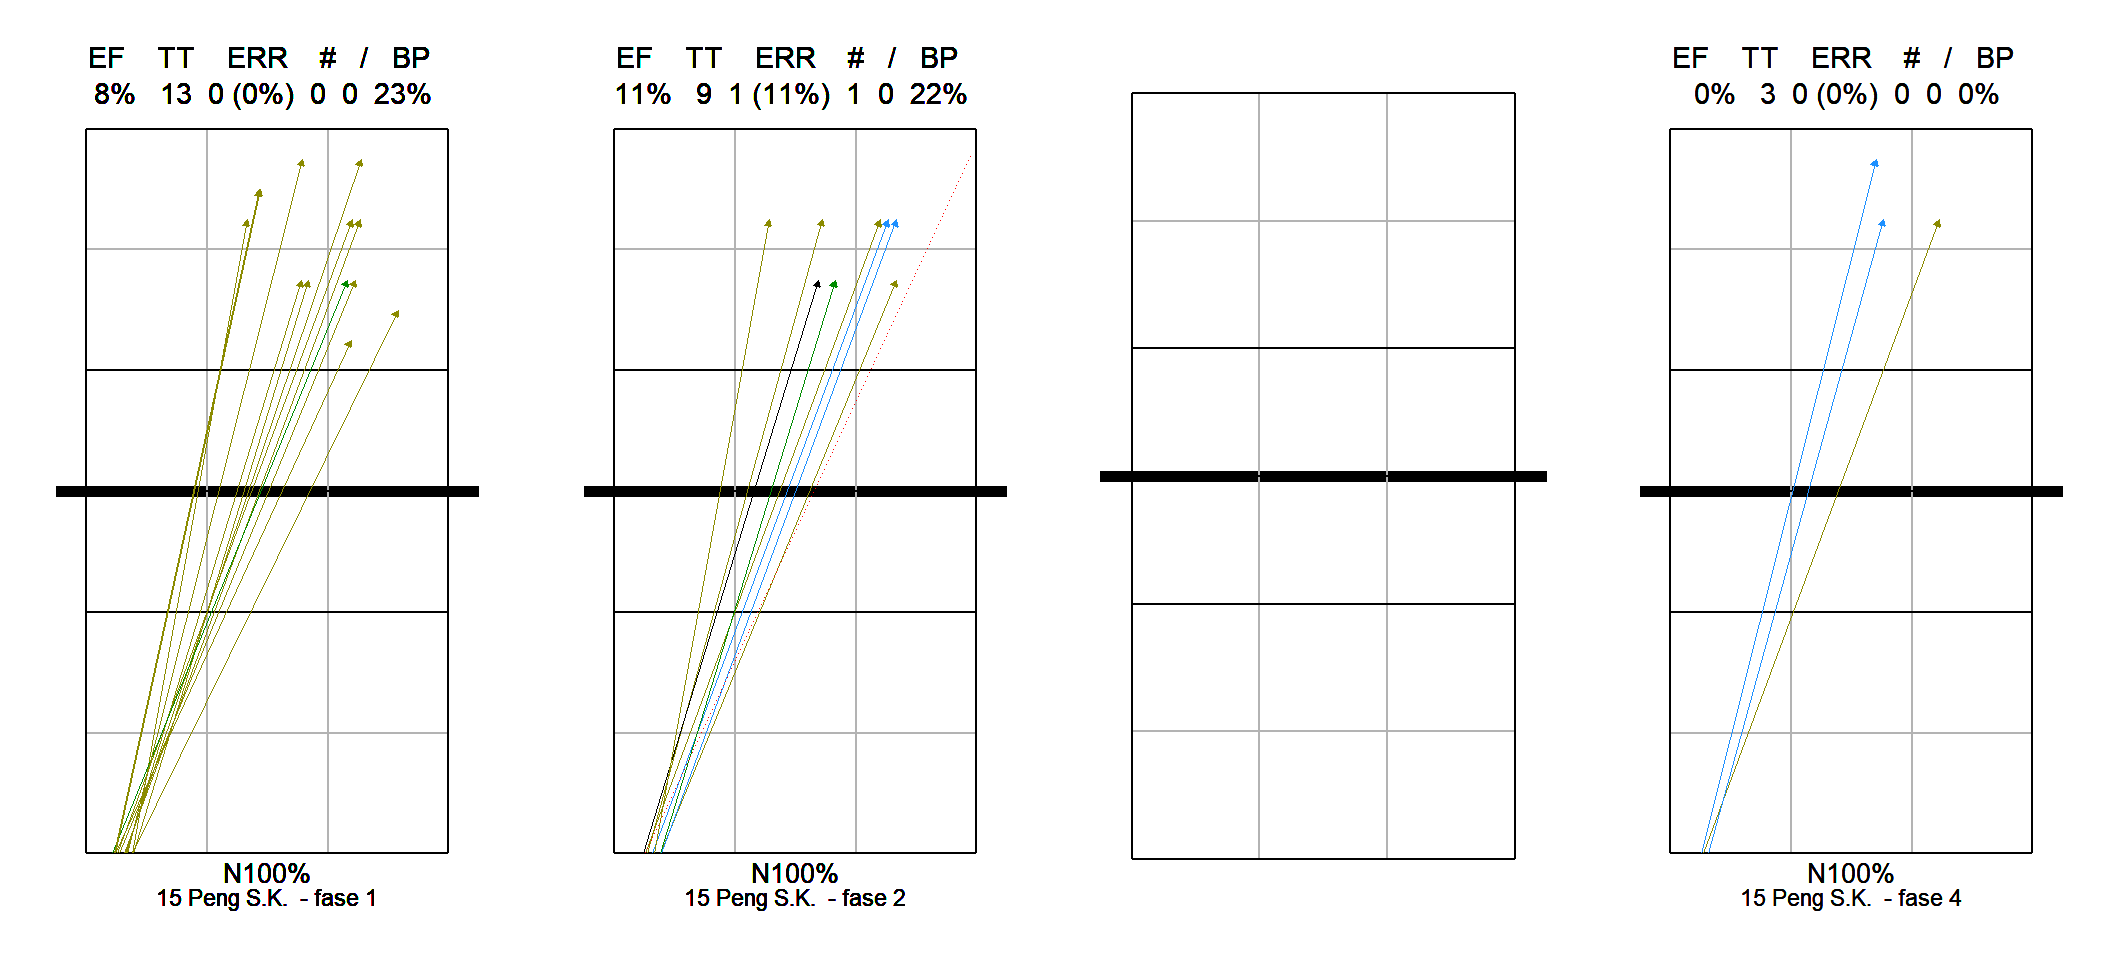 EF TT ERR # / BP
8% 13 0 (0%) 0 0 23%
N100%
15 Peng S.K. - fase 1
EF TT ERR # / BP
11% 9 1 (11%) 1 0 22%
N100%
15 Peng S.K. - fase 2
EF TT ERR # / BP
0% 3 0 (0%) 0 0 0%
N100%
15 Peng S.K. - fase 4